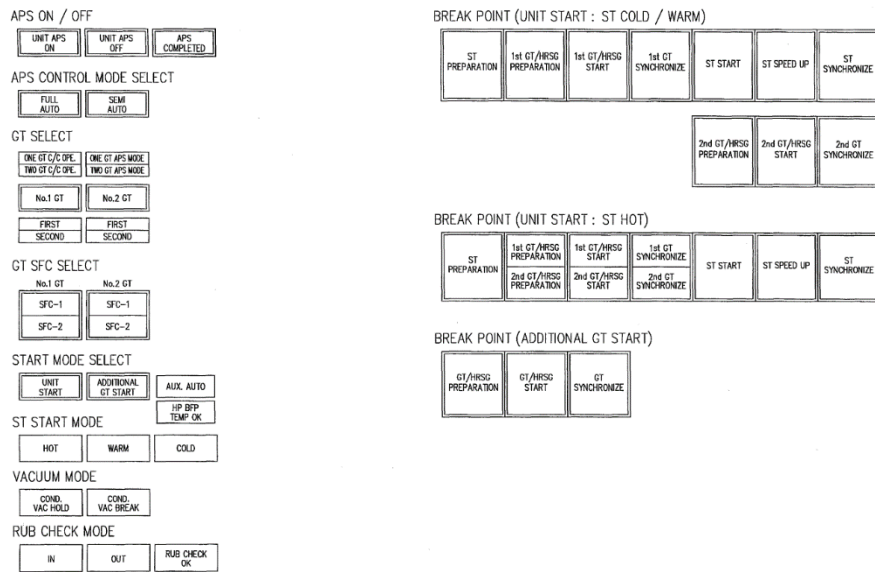 APS ON / OFF
UNIT APS
ON
UNIT APS
OFF
APS
COMPLETED
APS CONTROL MODE SELECT
FULL
AUTO
SEMI
AUTO
GT SELECT
ONE GT C/C OPE.
TWO GT C/C OPE.
ONE GT APS MODE
TWO GT APS MODE
No.1 GT
No.2 GT
FIRST
SECOND
FIRST
SECOND
GT SFC SELECT
No.1 GT
No.2 GT
SFC-1
SFC-2
SFC-1
SFC-2
START MODE SELECT
UNIT
START
ADDITIONAL
GT START
AUX. AUTO
HP BFP
TEMP OK
ST START MODE
HOT
WARM
COLD
VACUUM MODE
COND.
VAC HOLD
COND.
VAC BREAK
RUB CHECK MODE
IN
OUT
RUB CHECK
OK
BREAK POINT (UNIT START : ST COLD / WARM)
ST
PREPARATION
1st GT/HRSG
PREPARATION
1st GT/HRSG
START
1st GT
SYNCHRONIZE
ST START
ST SPEED UP
ST
SYNCHRONIZE
2nd GT/HRSG
PREPARATION
2nd GT/HRSG
START
2nd GT
SYNCHRONIZE
BREAK POINT (UNIT START : ST HOT)
ST
PREPARATION
1st GT/HRSG
PREPARATION
2nd GT/HRSG
PREPARATION
1st GT/HRSG
START
2nd GT/HRSG
START
1st GT
SYNCHRONIZE
2nd GT
SYNCHRONIZE
ST START
ST SPEED UP
ST
SYNCHRONIZE
BREAK POINT (ADDITIONAL GT START)
GT/HRSG
PREPARATION
GT/HRSG
START
GT
SYNCHRONIZE